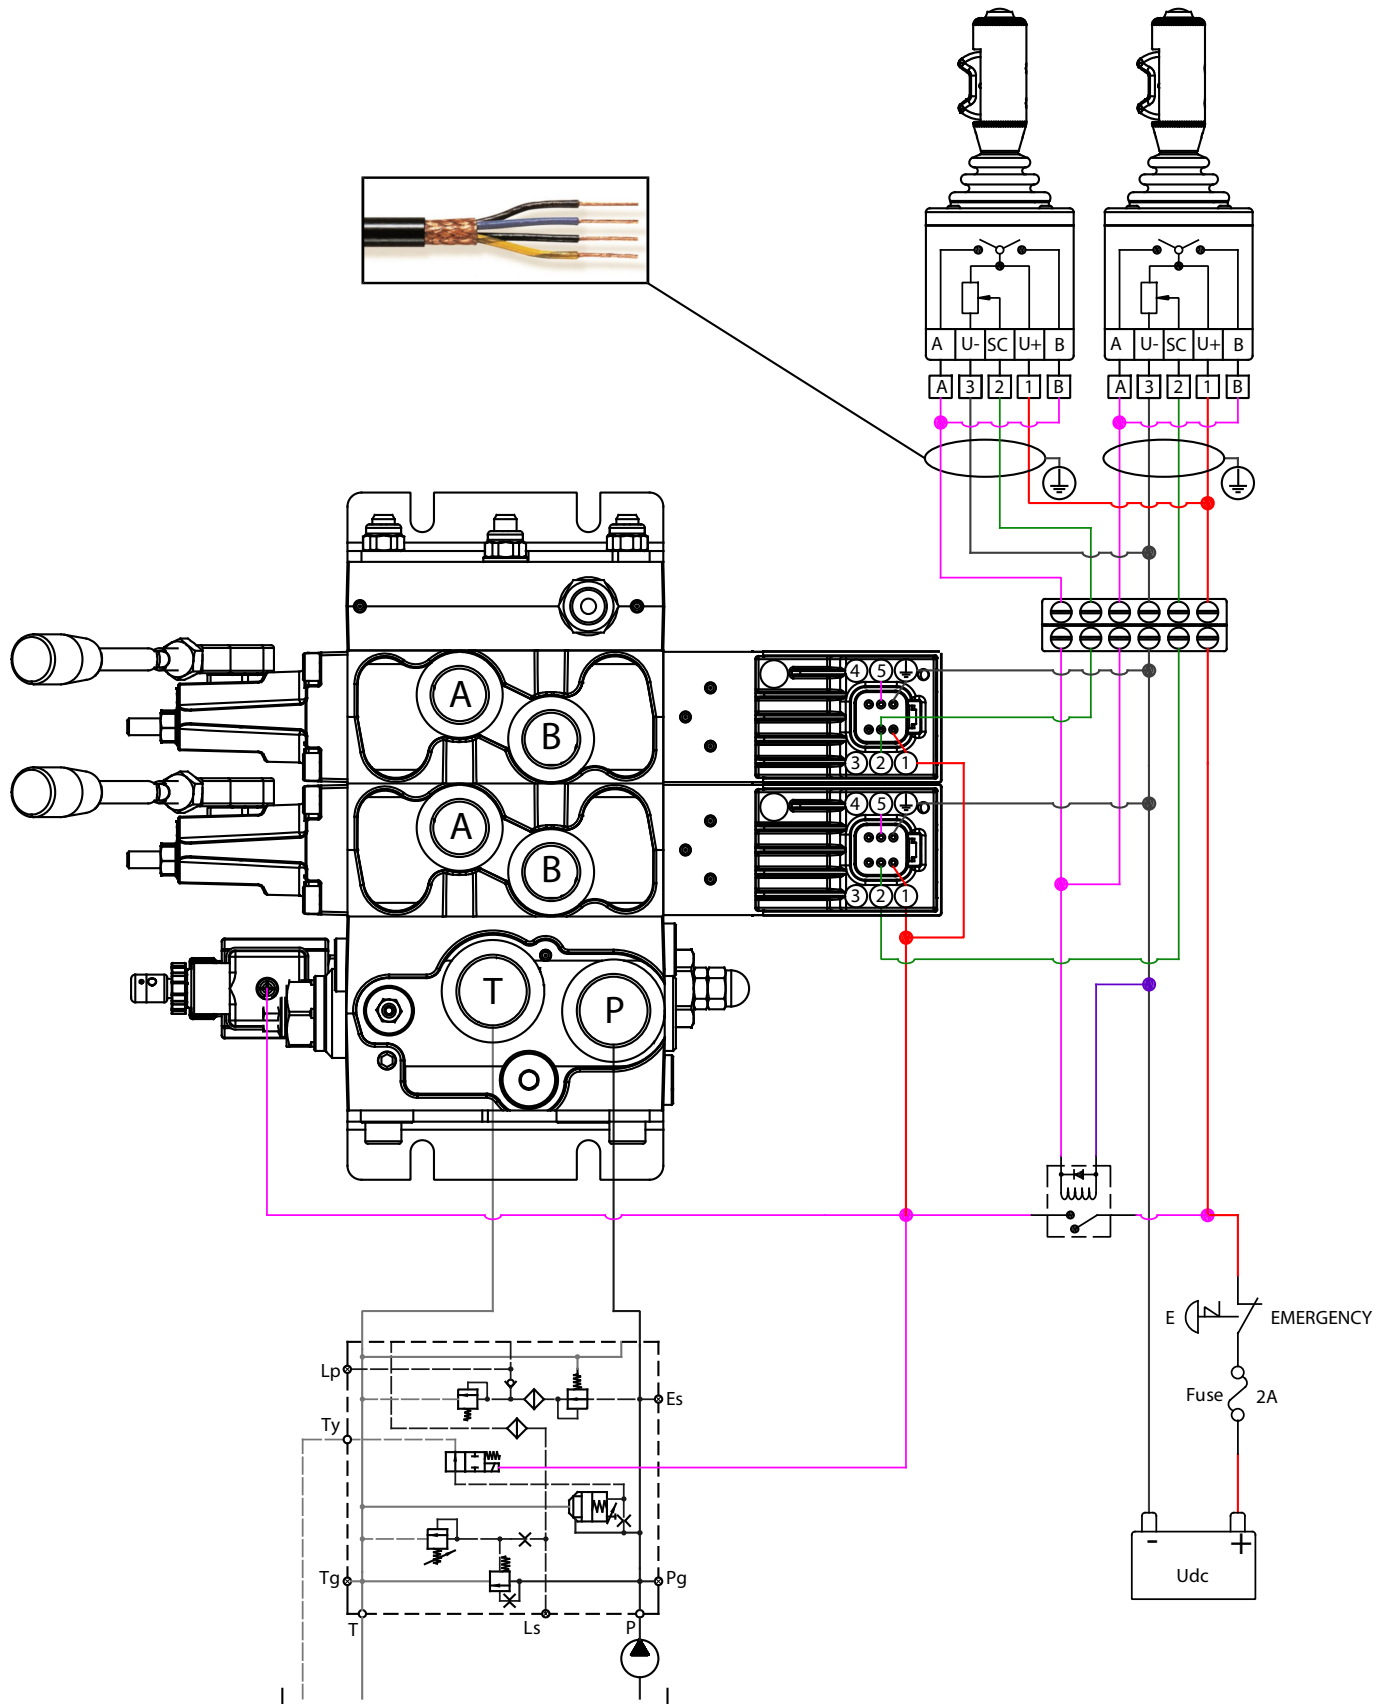 A U- SC U+ B A U- SC U+ B
A 3 2 1 B A 3 2 1 B
4 5
A
B
3 2 1
4 5
A
B
3 2 1
T
P
E EMERGENCY
Fuse 2A
Lp
Es
Ty
- +
Udc
Tg
Pg
T
Ls
P